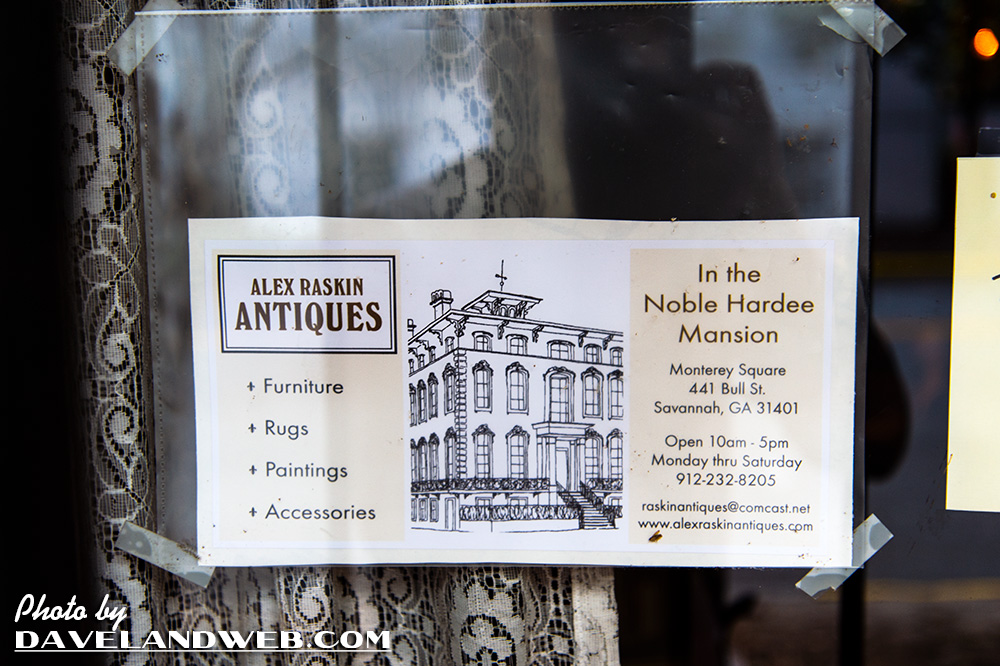 ALEX RASKIN
ANTIQUES
+ Furniture
+ Rugs
+ Paintings
+ Accessories
In the
Noble Hardee
Mansion
Monterey Square
441 Bull St.
Savannah, GA 31401
Open 10am - 5pm
Monday thru Saturday
912-232-8205
raskinantiques@comcast.net
www.alexraskinantiques.com
Photo by
DAVELANDWEB.COM